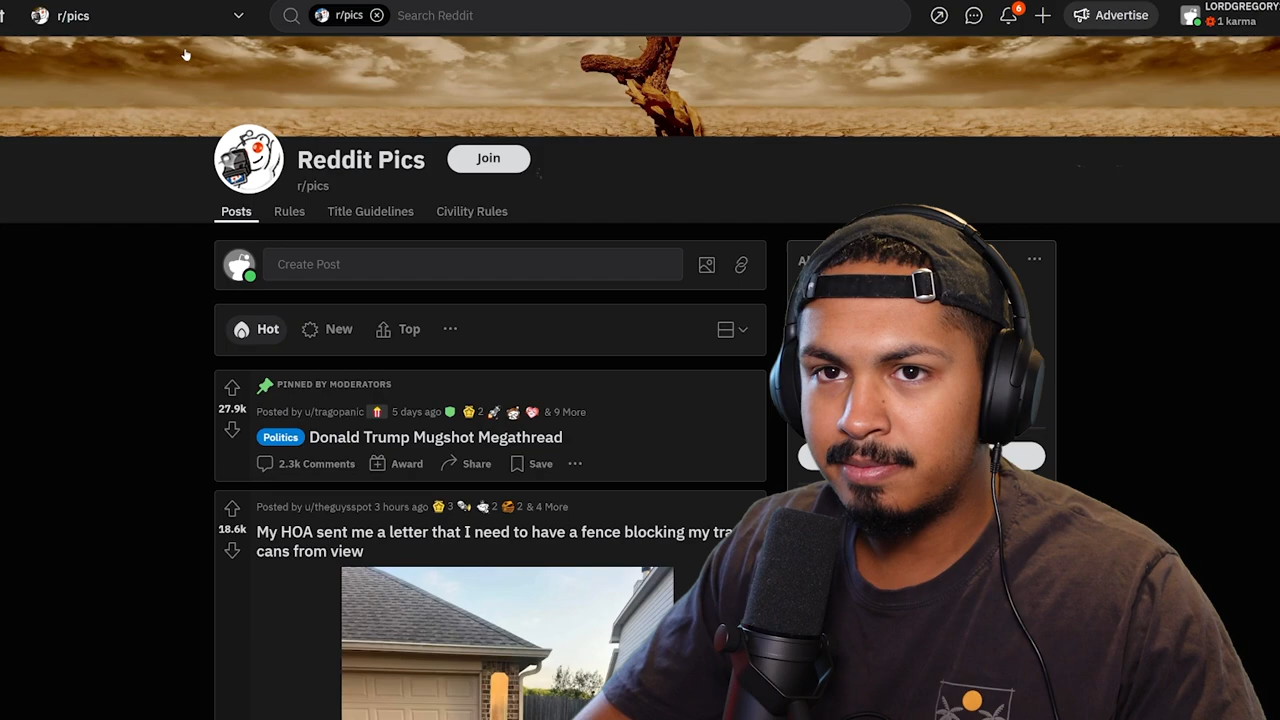 r/pics
r/pics
Search Reddit
6
Advertise
LORDGREGORY
1 karma
Reddit Pics
Join
r/pics
Posts
Rules
Title Guidelines
Civility Rules
Create Post
Hot
New
Top
PINNED BY MODERATORS
27.9k
Posted by u/tragopanic
5 days ago
2
& 9 More
Politics
Donald Trump Mugshot Megathread
2.3k Comments
Award
Share
Save
Posted by u/theguysspot 3 hours ago
3
2
2
& 4 More
18.6k
My HOA sent me a letter that I need to have a fence blocking my
cans from view